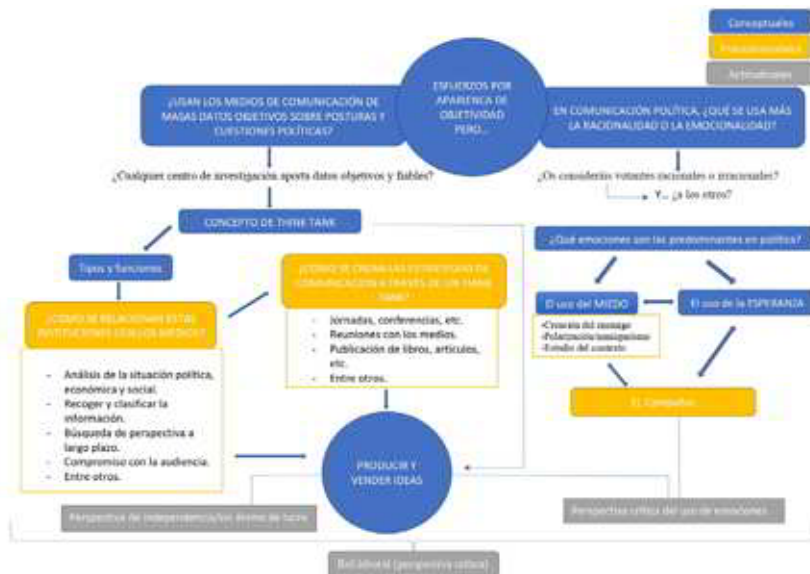 Conceptuales
Procedimentales
Actitudinales
ESFUERZOS POR
APARIENCA DE
OBJETIVIDAD
PERO...
¿USAN LOS MEDIOS DE COMUNICACIÓN DE
MASAS DATOS OBJETIVOS SOBRE POSTURAS Y
CUESTIONES POLÍTICAS?
EN COMUNICACIÓN POLÍTICA, ¿QUÉ SE USA MÁS
LA RACIONALIDAD O LA EMOCIONALIDAD?
¿Cualquier centro de investigación aporta datos objetivos y fiables?
¿Os consideráis votantes racionales o irracionales?
Y... ¿a los otros?
CONCEPTO DE THINK TANK
Tipos y funciones
¿CÓMO SE RELACIONAN ESTAS
INSTITUCIONES CON LOS MEDIOS?
- Análisis de la situación política,
económica y social.
- Recoger y clasificar la
información.
- Búsqueda de perspectiva a
largo plazo.
- Compromiso con la audiencia.
- Entre otros.
¿CÓMO SE CREAN LAS ESTRATEGIAS DE
COMUNICACIÓN A TRAVÉS DE UN THINK
TANK?
- Jornadas, conferencias, etc.
- Reuniones con los medios.
- Publicación de libros, artículos,
etc.
- Entre otros.
¿Qué emociones son las predominantes en política?
El uso del MIEDO
El uso de la ESPERANZA
-Creación del enemigo
-Polarización/antagonismo
-Estudio del contexto
PRODUCIR Y
VENDER IDEAS
Perspectiva de independencia/sin ánimo de lucro
Perspectiva crítica del uso de emociones
Rol laboral (perspectiva crítica)